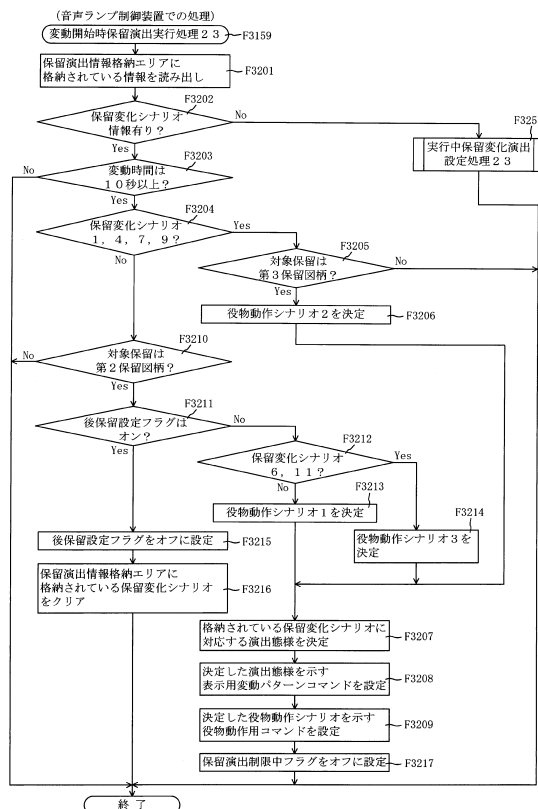 (音声ランプ制御装置での処理)
変動開始時保留演出実行処理23
F3159
保留演出情報格納エリアに
格納されている情報を読み出し
F3201
F3202
保留変化シナリオ
情報有り？
No
Yes
F325
実行中保留変化演出
設定処理23
F3203
No
変動時間は
10秒以上？
Yes
F3204
保留変化シナリオ
1，4，7，9？
Yes
No
F3205
対象保留は
第3保留図柄？
No
Yes
役物動作シナリオ2を決定
F3206
F3210
No
対象保留は
第2保留図柄？
Yes
F3211
後保留設定フラグは
オン？
No
Yes
F3212
保留変化シナリオ
6，11？
Yes
No
F3213
役物動作シナリオ1を決定
F3214
役物動作シナリオ3を
決定
後保留設定フラグをオフに設定
F3215
保留演出情報格納エリアに
格納されている保留変化シナリオ
をクリア
F3216
格納されている保留変化シナリオに
対応する演出態様を決定
F3207
決定した演出態様を示す
表示用変動パターンコマンドを設定
F3208
決定した役物動作シナリオを示す
役物動作用コマンドを設定
F3209
保留演出制限中フラグをオフに設定
F3217
終了